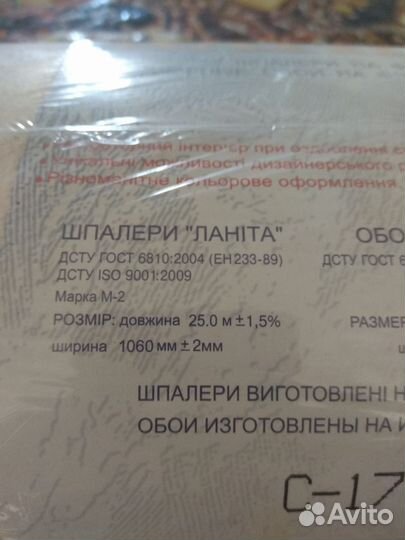 інтер'єр при
• Унікальні можливості дизайнерського
• Різноманітне кольорове оформлення
ШПАЛЕРИ "ЛАНІТА"
ОБО
ДСТУ ГОСТ 6810:2004 (ЕН 233-89)
ДСТУ ГОСТ 6
ДСТУ ISO 9001:2009
Марка М-2
РОЗМІР: довжина 25.0 м ±1,5%
РАЗМЕР
ширина 1060 мм ±2мм
ШПАЛЕРИ ВИГОТОВЛЕНІ Н
ОБОИ ИЗГОТОВЛЕНЫ НА И
С-17
Avito